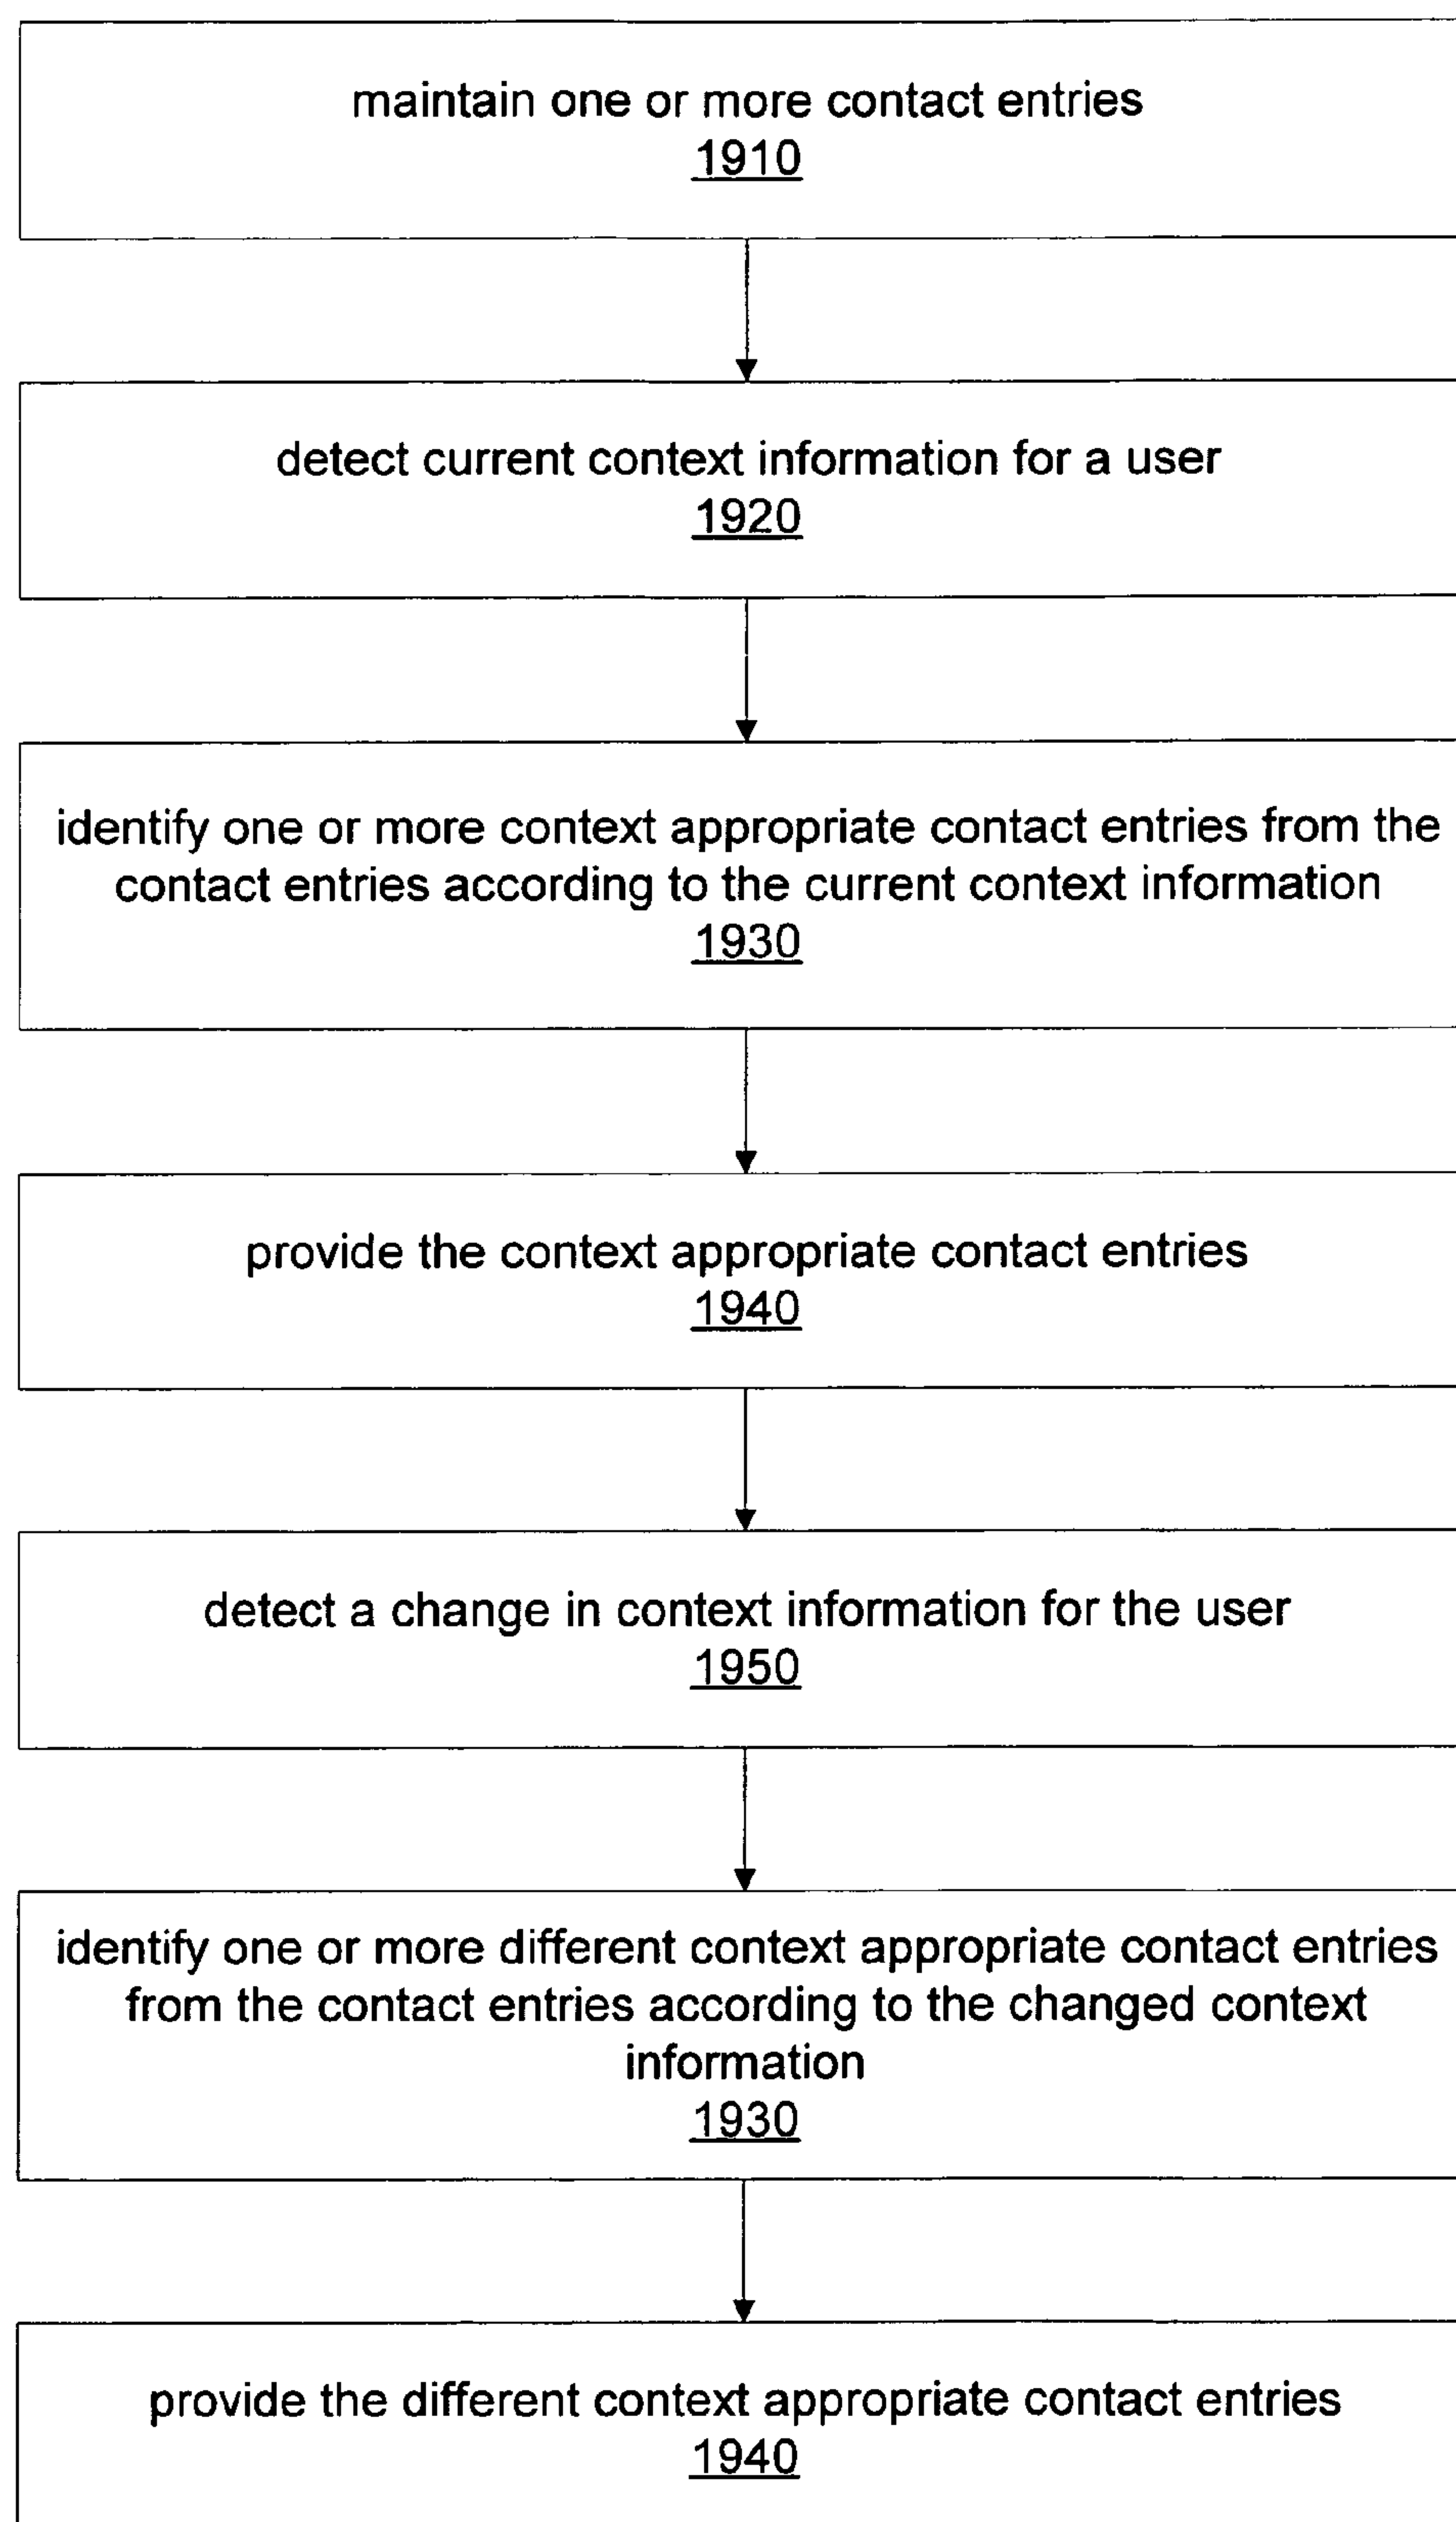 maintain one or more contact entries
1910
detect current context information for a user
1920
identify one or more context appropriate contact entries from the
contact entries according to the current context information
1930
provide the context appropriate contact entries
1940
detect a change in context information for the user
1950
identify one or more different context appropriate contact entries
from the contact entries according to the changed context
information
1930
provide the different context appropriate contact entries
1940